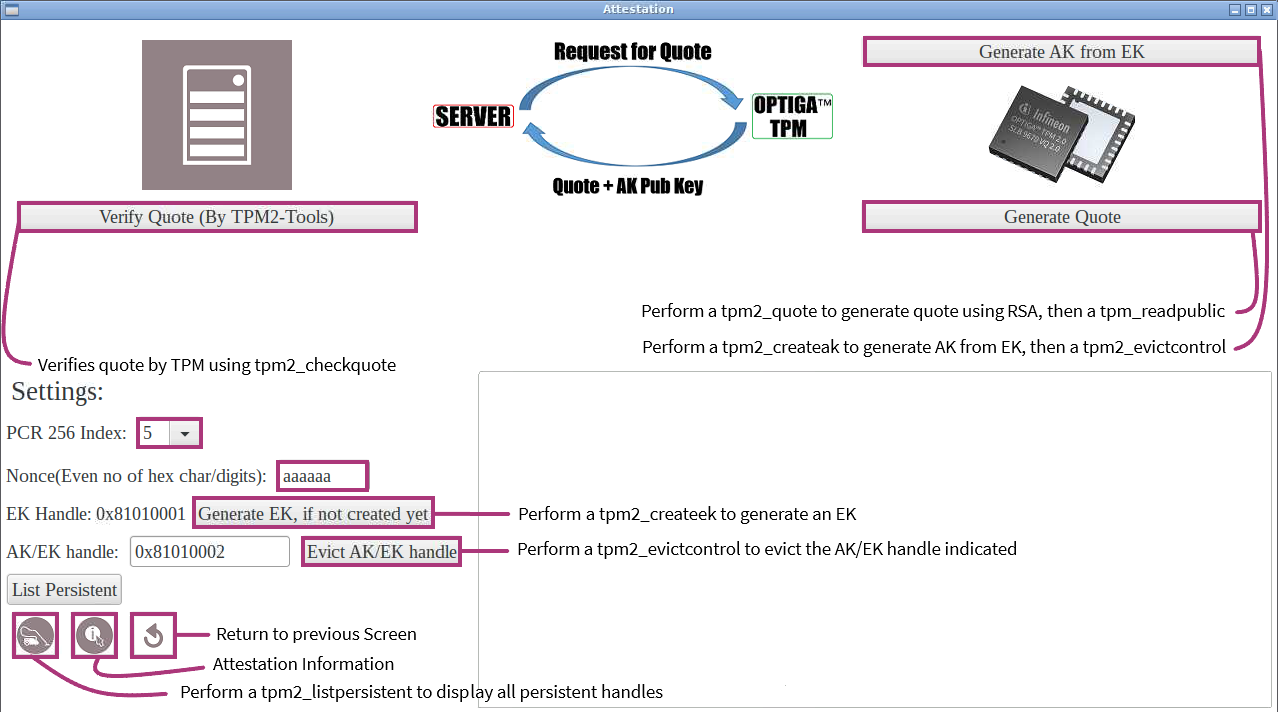 Attestation
Request for Quote
SERVER
OPTIGA™
TPM
Quote + AK Pub Key
Generate AK from EK
Infineon
OPTIGA™ TPM 2.0
SLB 9670 VQ 2.0
Verify Quote (By TPM2-Tools)
Generate Quote
Perform a tpm2_quote to generate quote using RSA, then a tpm_readpublic
Perform a tpm2_createak to generate AK from EK, then a tpm2_evictcontrol
Verifies quote by TPM using tpm2_checkquote
Settings:
PCR 256 Index: 5
Nonce(Even no of hex char/digits): aaaaaa
EK Handle: 0x81010001 Generate EK, if not created yet
Perform a tpm2_createek to generate an EK
AK/EK handle: 0x81010002 Evict AK/EK handle
Perform a tpm2_evictcontrol to evict the AK/EK handle indicated
List Persistent
Return to previous Screen
Attestation Information
Perform a tpm2_listpersistent to display all persistent handles